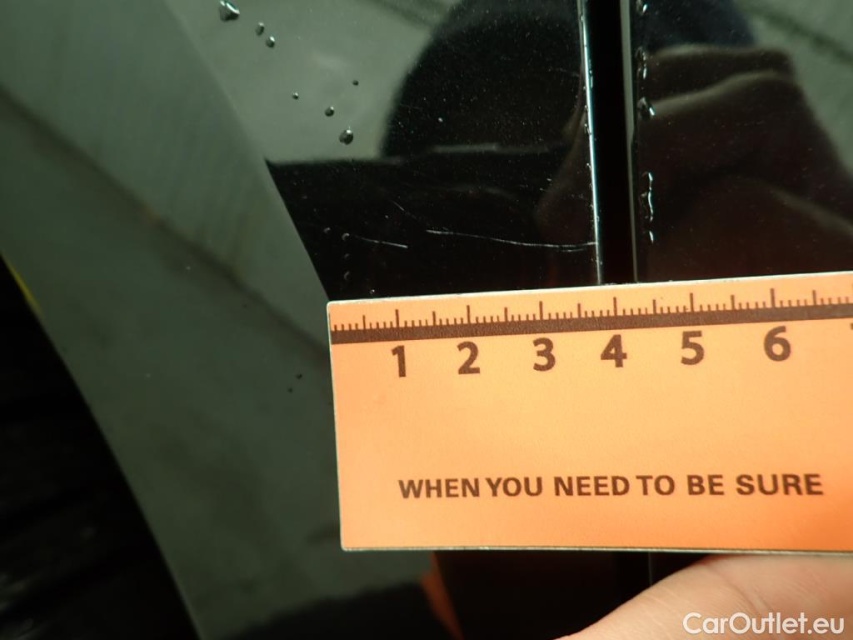 1 2 3 4 5 6
WHEN YOU NEED TO BE SURE
CarOutlet.eu